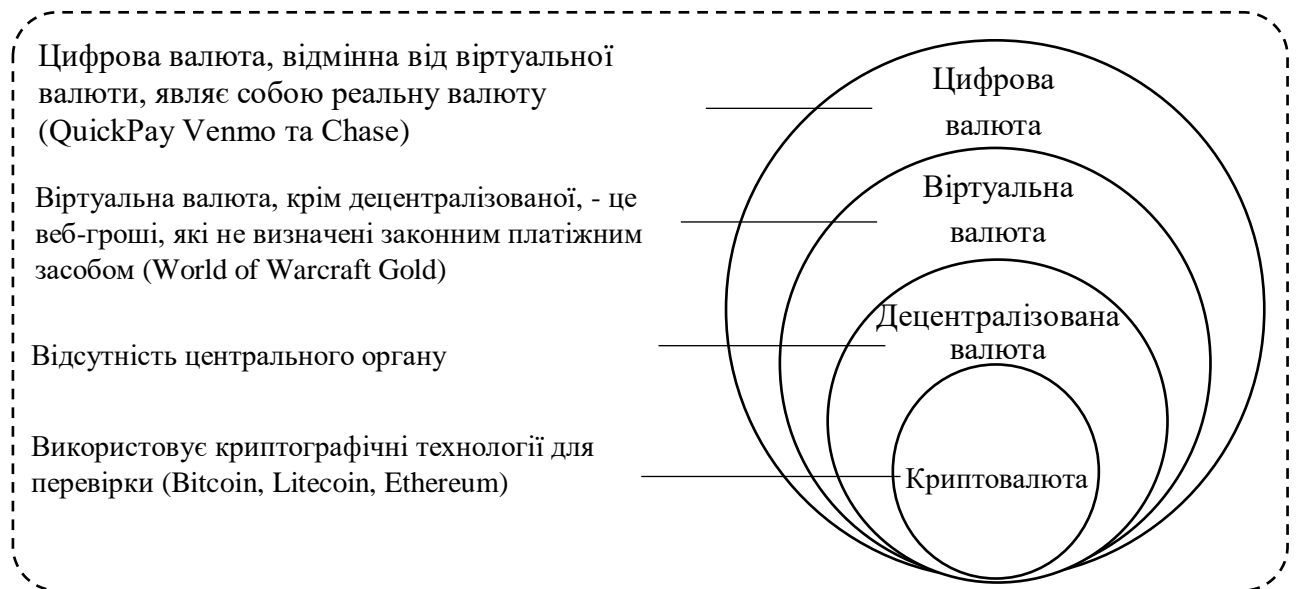 Цифрова валюта, відмінна від віртуальної
валюти, являє собою реальну валюту
(QuickPay Venmo та Chase)
Цифрова
валюта
Віртуальна валюта, крім децентралізованої, - це
веб-гроші, які не визначені законним платіжним
засобом (World of Warcraft Gold)
Віртуальна
валюта
Відсутність центрального органу
Децентралізована
валюта
Використовує криптографічні технології для
перевірки (Bitcoin, Litecoin, Ethereum)
Криптовалюта